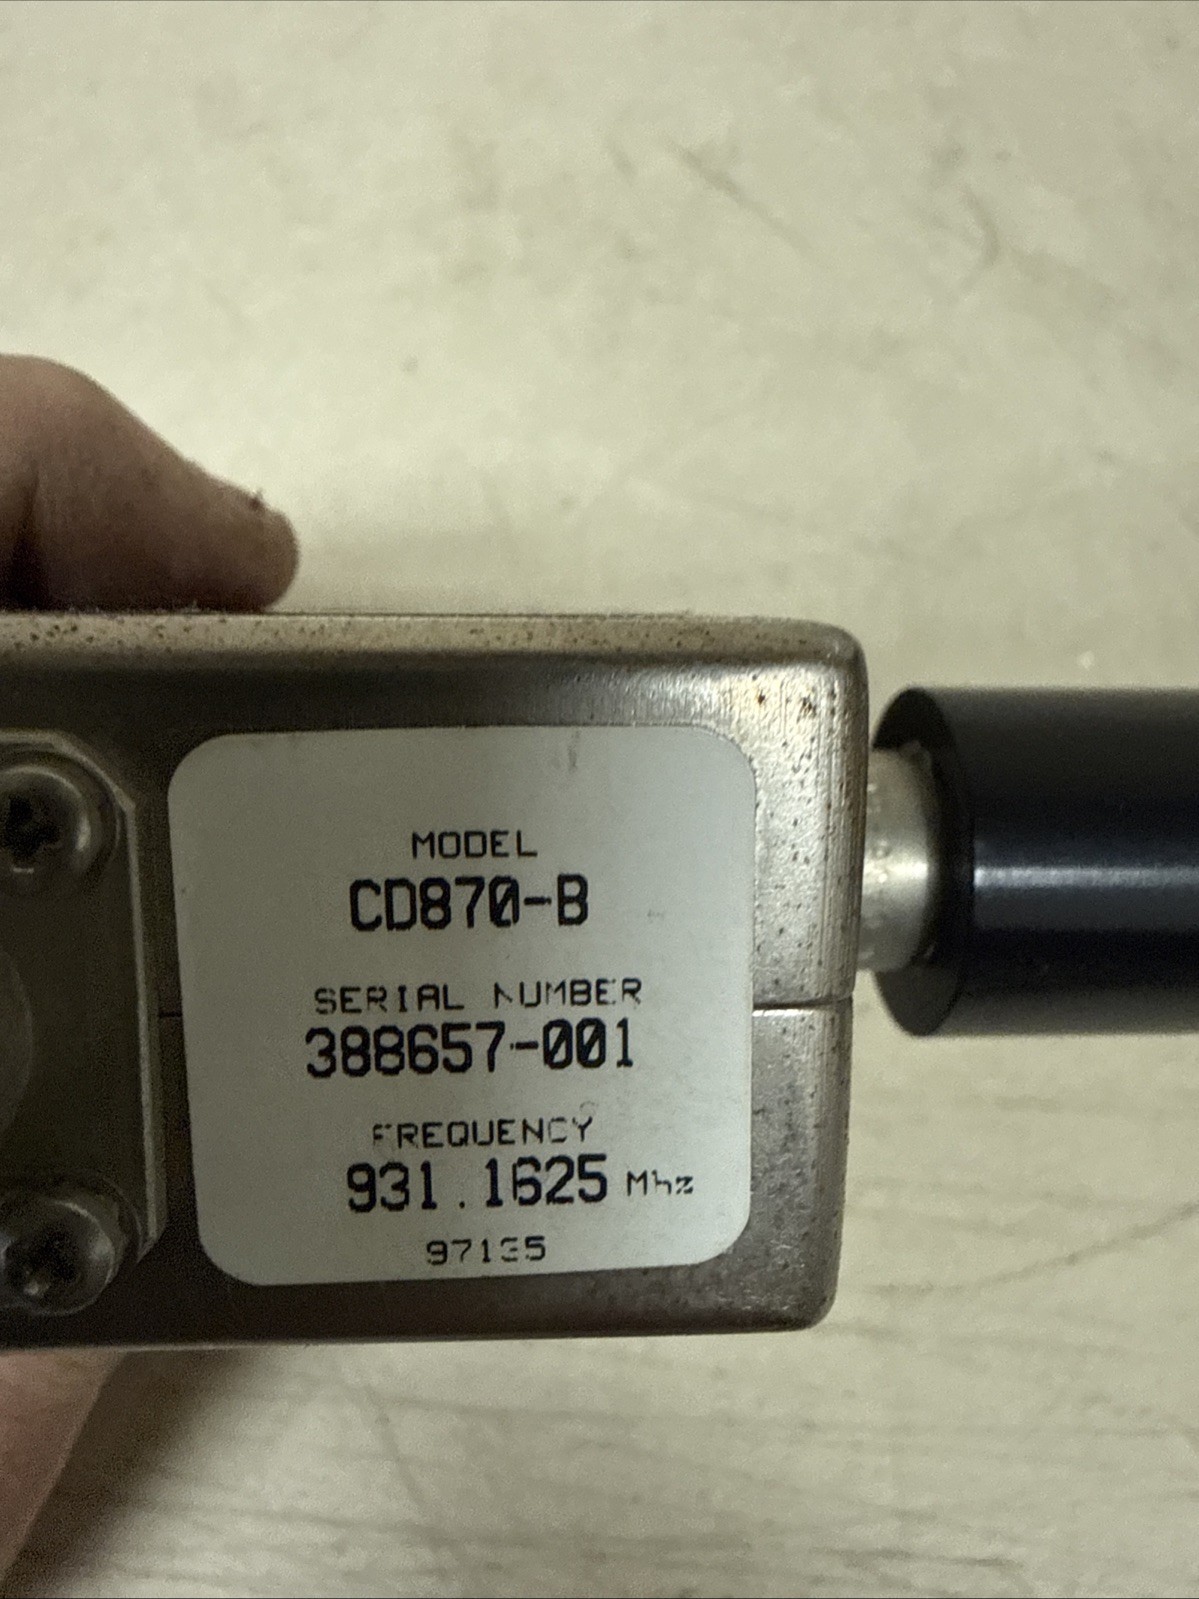 MODEL
CD870-B
SERIAL NUMBER
388657-001
FREQUENCY
931.1625 Mhz
97135